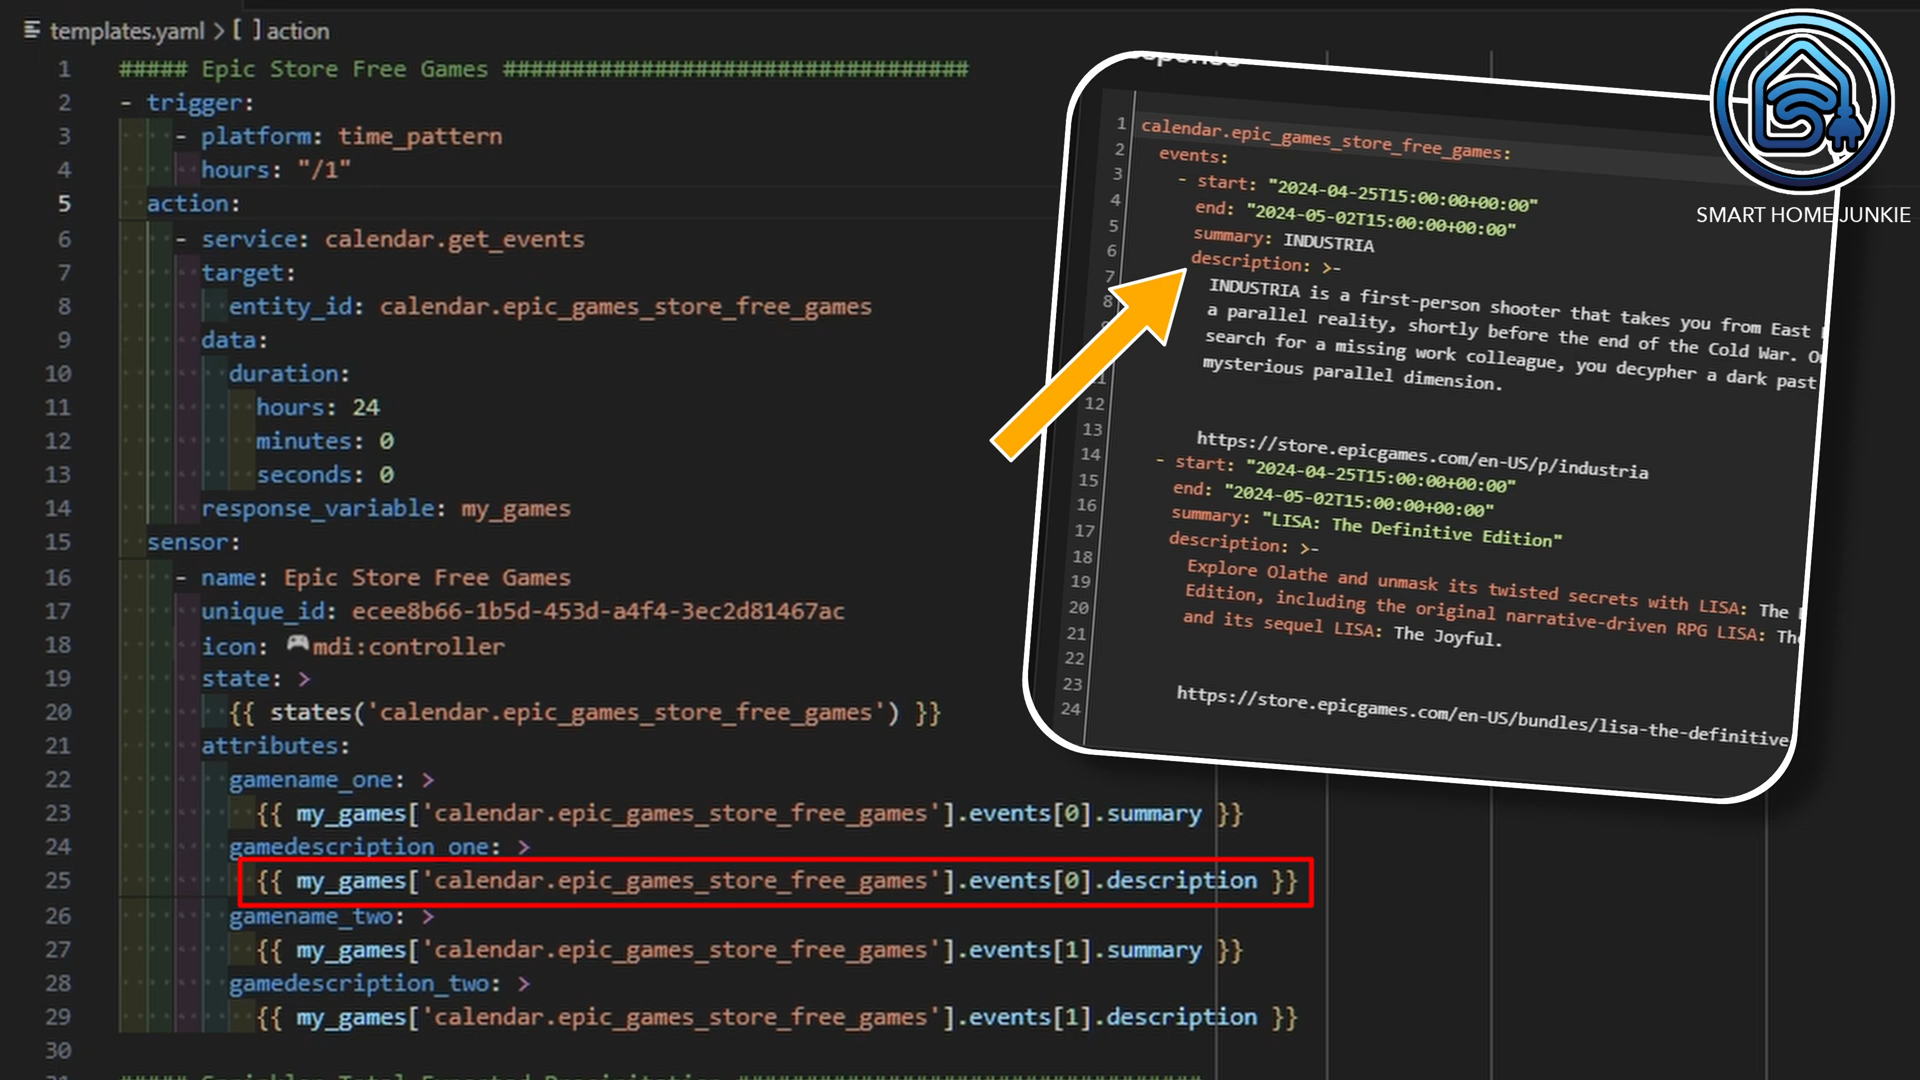 templates.yaml > [ ] action
1 ##### Epic Store Free Games ##################################
2 - trigger:
3 - platform: time_pattern
4 hours: "/1"
5 action:
6 - service: calendar.get_events
7 target:
8 entity_id: calendar.epic_games_store_free_games
9 data:
10 duration:
11 hours: 24
12 minutes: 0
13 seconds: 0
14 response_variable: my_games
15 sensor:
16 - name: Epic Store Free Games
17 unique_id: ecee8b66-1b5d-453d-a4f4-3ec2d81467ac
18 icon: mdi:controller
19 state: >
20 {{ states('calendar.epic_games_store_free_games') }}
21 attributes:
22 gamename_one: >
23 {{ my_games['calendar.epic_games_store_free_games'].events[0].summary }}
24 gamedescription_one: >
25 {{ my_games['calendar.epic_games_store_free_games'].events[0].description }}
26 gamename_two: >
27 {{ my_games['calendar.epic_games_store_free_games'].events[1].summary }}
28 gamedescription_two: >
29 {{ my_games['calendar.epic_games_store_free_games'].events[1].description }}
30
SMART HOME JUNKIE
1 calendar.epic_games_store_free_games:
2 events:
3 - start: "2024-04-25T15:00:00+00:00"
4 end: "2024-05-02T15:00:00+00:00"
5 summary: INDUSTRIA
6 description: >-
7 INDUSTRIA is a first-person shooter that takes you from East
8 a parallel reality, shortly before the end of the Cold War.
search for a missing work colleague, you decypher a dark past
mysterious parallel dimension.
12
13 https://store.epicgames.com/en-US/p/industria
14 - start: "2024-04-25T15:00:00+00:00"
15 end: "2024-05-02T15:00:00+00:00"
16 summary: "LISA: The Definitive Edition"
17 description: >-
18 Explore Olathe and unmask its twisted secrets with LISA: The
19 Edition, including the original narrative-driven RPG LISA:
20 and its sequel LISA: The Joyful.
21
22
23 https://store.epicgames.com/en-US/bundles/lisa-the-definitive
24